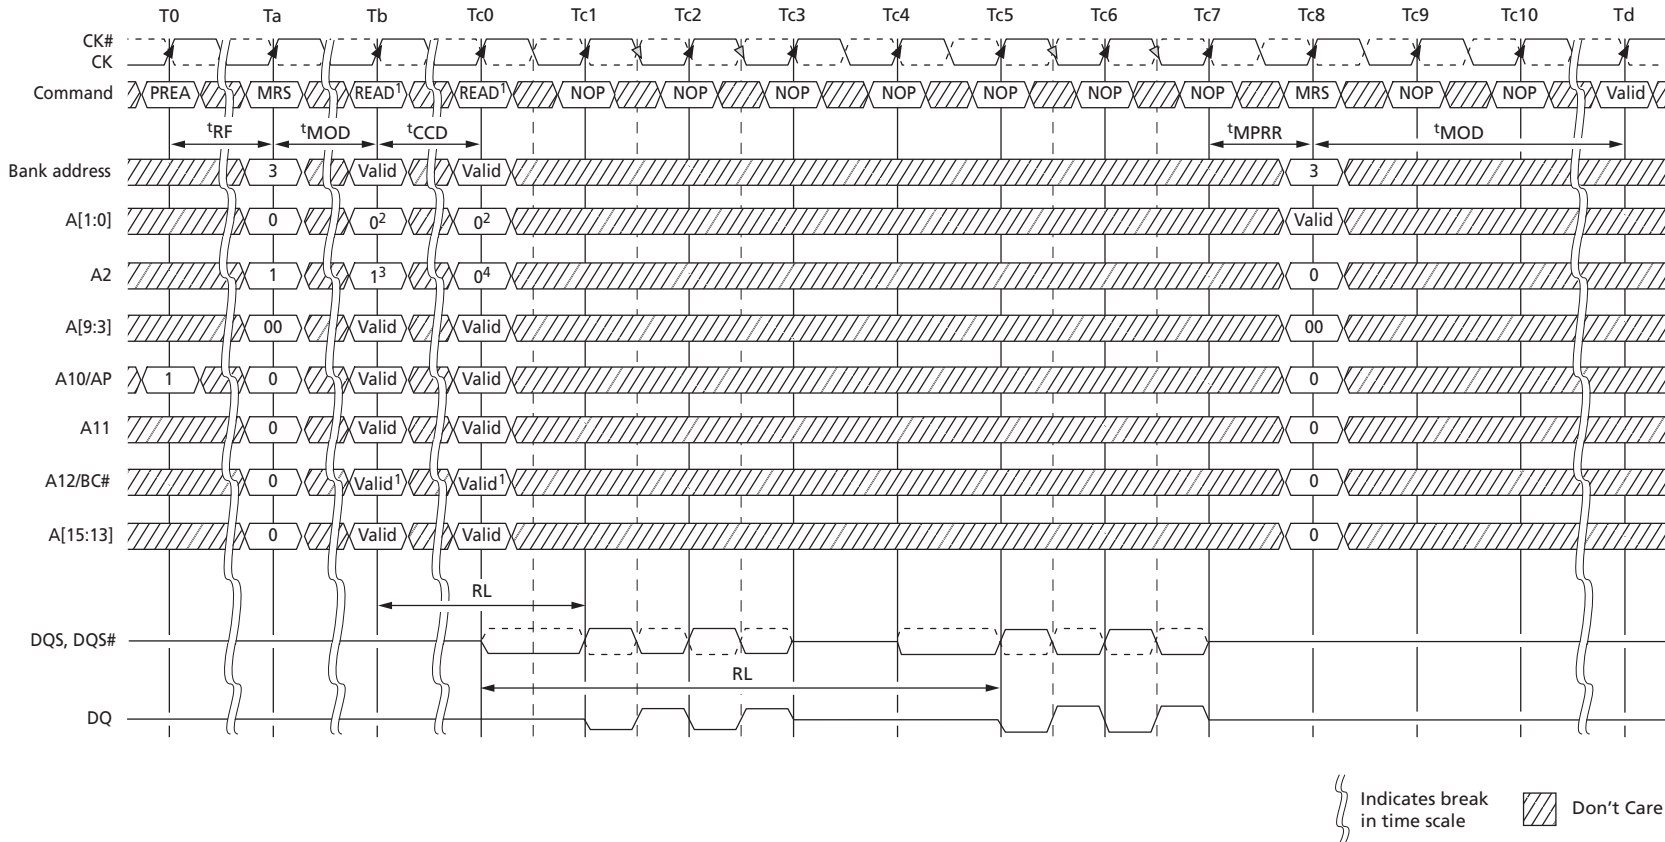 T0 Ta Tb Tc0 Tc1 Tc2 Tc3 Tc4 Tc5 Tc6 Tc7 Tc8 Tc9 Tc10 Td
CK#
CK
Command PREA MRS READ¹ READ¹ NOP NOP NOP NOP NOP NOP NOP MRS NOP NOP Valid
tRF tMOD tCCD tMPRR tMOD
Bank address 3 Valid Valid 3
A[1:0] 0 0² 0² Valid
A2 1 1³ 0⁴ 0
A[9:3] 00 Valid Valid 00
A10/AP 1 0 Valid Valid 0
A11 0 Valid Valid 0
A12/BC# 0 Valid¹ Valid¹ 0
A[15:13] 0 Valid Valid 0
RL
DQS, DQS#
RL
DQ
Indicates break
in time scale
Don't Care